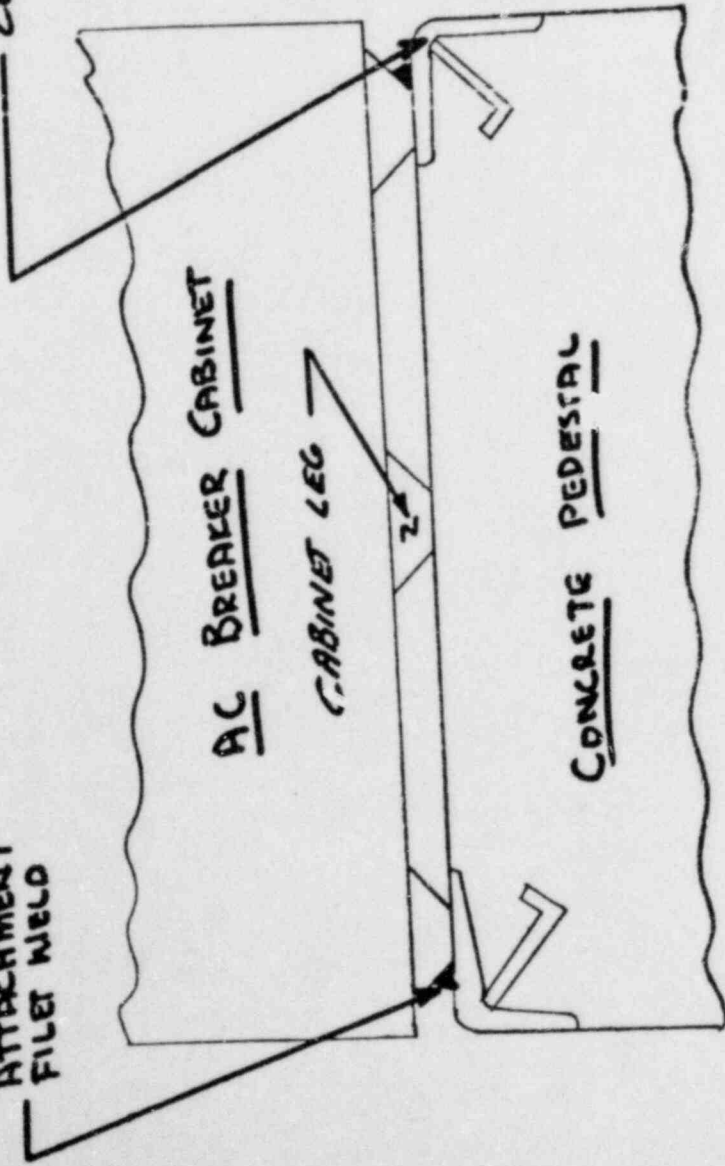 ATTACHMENT
FILET WELD
AC BREAKER CABINET
CABINET LEG
2
CONCRETE PEDESTAL